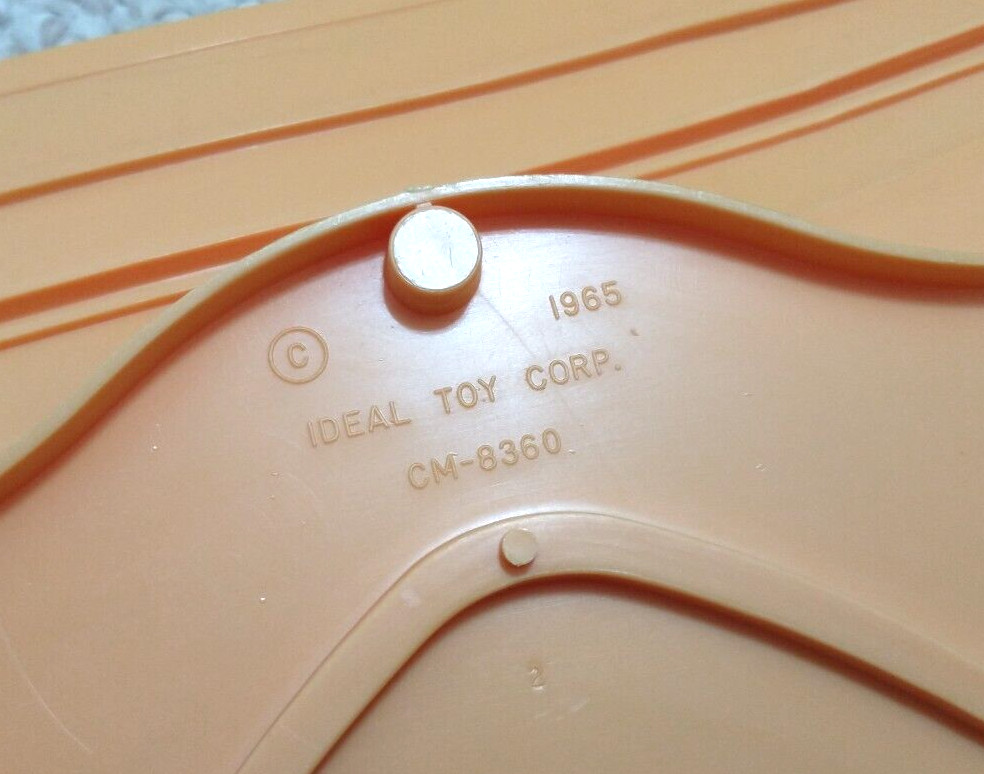 © 1965
IDEAL TOY CORP.
CM-8360
2